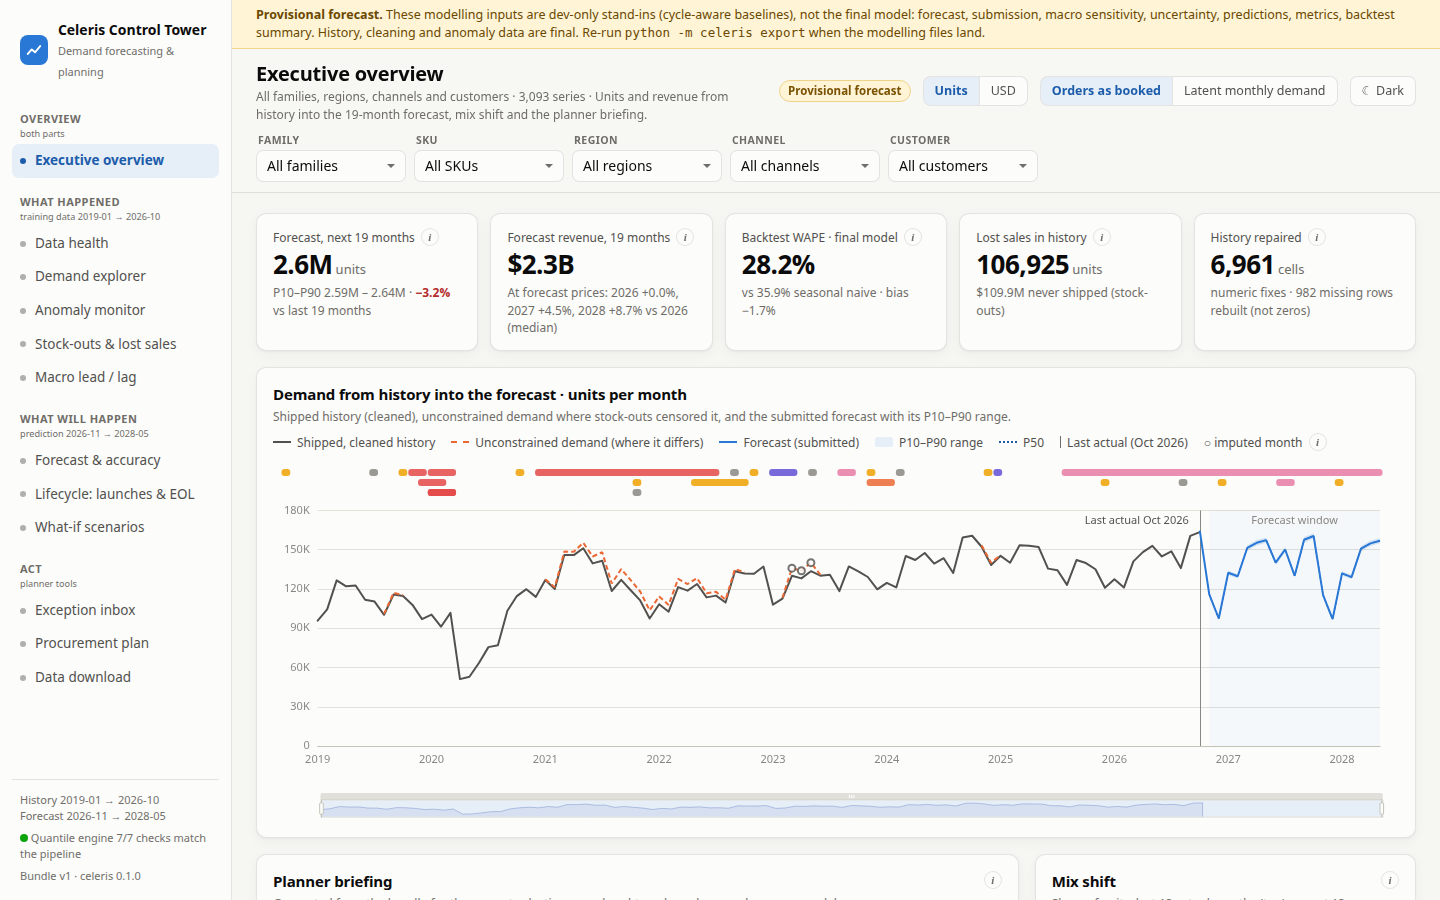 Provisional forecast. These modelling inputs are dev-only stand-ins (cycle-aware baselines), not the final model: forecast, submission, macro sensitivity, uncertainty, predictions, metrics, backtest
summary. History, cleaning and anomaly data are final. Re-run python -m celeris export when the modelling files land.
Celeris Control Tower
Demand forecasting &
planning
OVERVIEW
both parts
Executive overview
WHAT HAPPENED
training data 2019-01 → 2026-10
Data health
Demand explorer
Anomaly monitor
Stock-outs & lost sales
Macro lead / lag
WHAT WILL HAPPEN
prediction 2026-11 → 2028-05
Forecast & accuracy
Lifecycle: launches & EOL
What-if scenarios
ACT
planner tools
Exception inbox
Procurement plan
Data download
History 2019-01 → 2026-10
Forecast 2026-11 → 2028-05
Quantile engine 7/7 checks match
the pipeline
Bundle v1 · celeris 0.1.0
Executive overview
All families, regions, channels and customers · 3,093 series · Units and revenue from
history into the 19-month forecast, mix shift and the planner briefing.
Provisional forecast
Units USD
Orders as booked Latent monthly demand
☾ Dark
FAMILY SKU REGION CHANNEL CUSTOMER
All families All SKUs All regions All channels All customers
Forecast, next 19 months i
2.6M units
P10–P90 2.59M – 2.64M · −3.2%
vs last 19 months
Forecast revenue, 19 months i
$2.3B
At forecast prices: 2026 +0.0%,
2027 +4.5%, 2028 +8.7% vs 2026
(median)
Backtest WAPE · final model i
28.2%
vs 35.9% seasonal naive · bias
−1.7%
Lost sales in history i
106,925 units
$109.9M never shipped (stock-
outs)
History repaired i
6,961 cells
numeric fixes · 982 missing rows
rebuilt (not zeros)
Demand from history into the forecast · units per month
Shipped history (cleaned), unconstrained demand where stock-outs censored it, and the submitted forecast with its P10–P90 range.
Shipped, cleaned history Unconstrained demand (where it differs) Forecast (submitted) P10–P90 range P50 Last actual (Oct 2026) ○ imputed month i
Last actual Oct 2026 Forecast window
180K
150K
120K
90K
60K
30K
0
2019 2020 2021 2022 2023 2024 2025 2026 2027 2028
Planner briefing i
Mix shift i